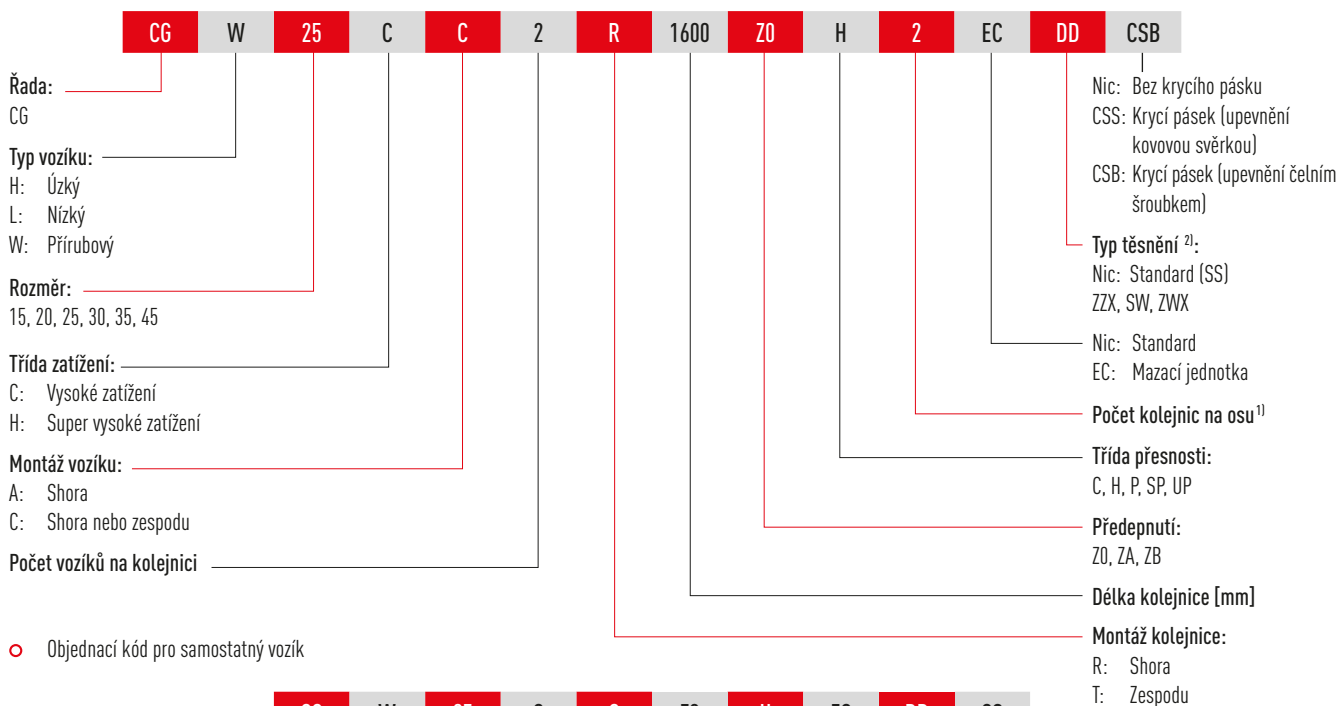 CG W 25 C C 2 R 1600 Z0 H 2 EC DD CSB
Řada:
CG
Typ vozíku:
H: Úzký
L: Nízký
W: Přírubový
Rozměr:
15, 20, 25, 30, 35, 45
Třída zatížení:
C: Vysoké zatížení
H: Super vysoké zatížení
Montáž vozíku:
A: Shora
C: Shora nebo zespodu
Počet vozíků na kolejnici
Nic: Bez krycího pásku
CSS: Krycí pásek (upevnění
kovovou svěrkou)
CSB: Krycí pásek (upevnění čelním
šroubkem)
Typ těsnění 2):
Nic: Standard (SS)
ZZX, SW, ZWX
Nic: Standard
EC: Mazací jednotka
Počet kolejnic na osu1)
Třída přesnosti:
C, H, P, SP, UP
Předepnutí:
Z0, ZA, ZB
Délka kolejnice [mm]
Montáž kolejnice:
R: Shora
T: Zespodu
Objednací kód pro samostatný vozík